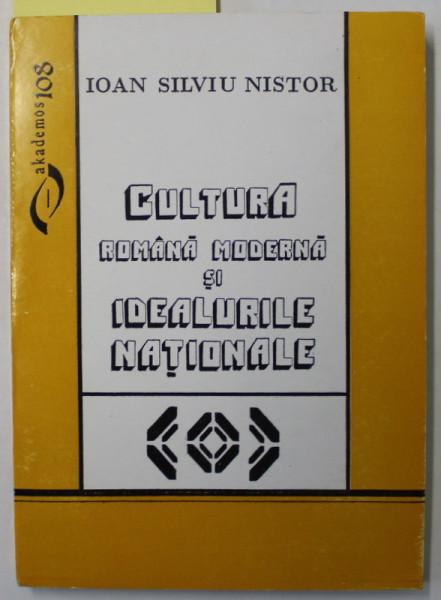 akademos 108
IOAN SILVIU NISTOR
CULTURA
ROMÂNĂ MODERNĂ
ȘI
IDEALURILE
NAȚIONALE